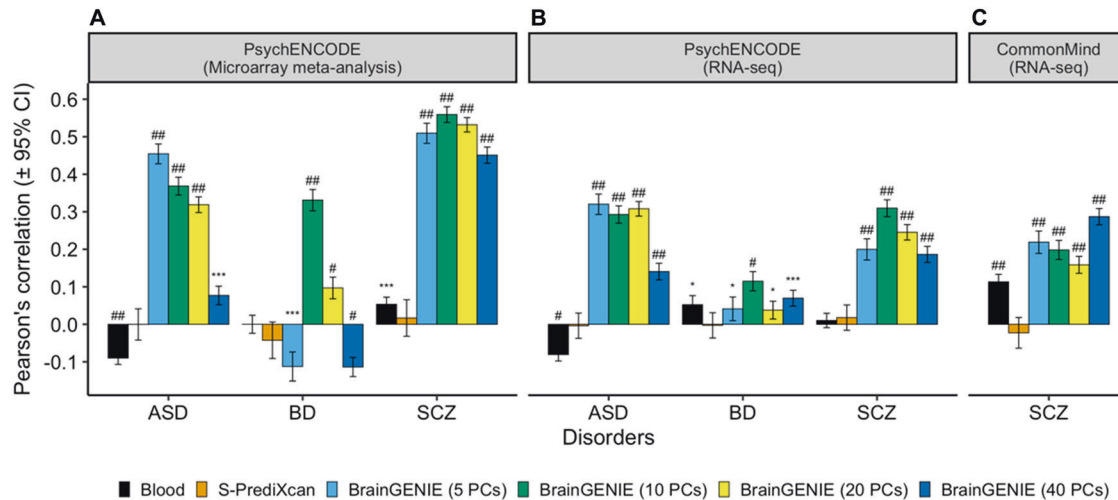 A
B
C
PsychENCODE
(Microarray meta-analysis)
PsychENCODE
(RNA-seq)
CommonMind
(RNA-seq)
Pearson's correlation (± 95% CI)
0.6
0.5
0.4
0.3
0.2
0.1
0.0
-0.1
## ## ## ## *** *** ## # # *** ## ## ## ##
# ## ## ## ## * * # * *** ## ## ## ##
## ## ## ## ##
ASD BD SCZ
ASD BD SCZ
SCZ
Disorders
Blood S-PrediXcan BrainGENIE (5 PCs) BrainGENIE (10 PCs) BrainGENIE (20 PCs) BrainGENIE (40 PCs)